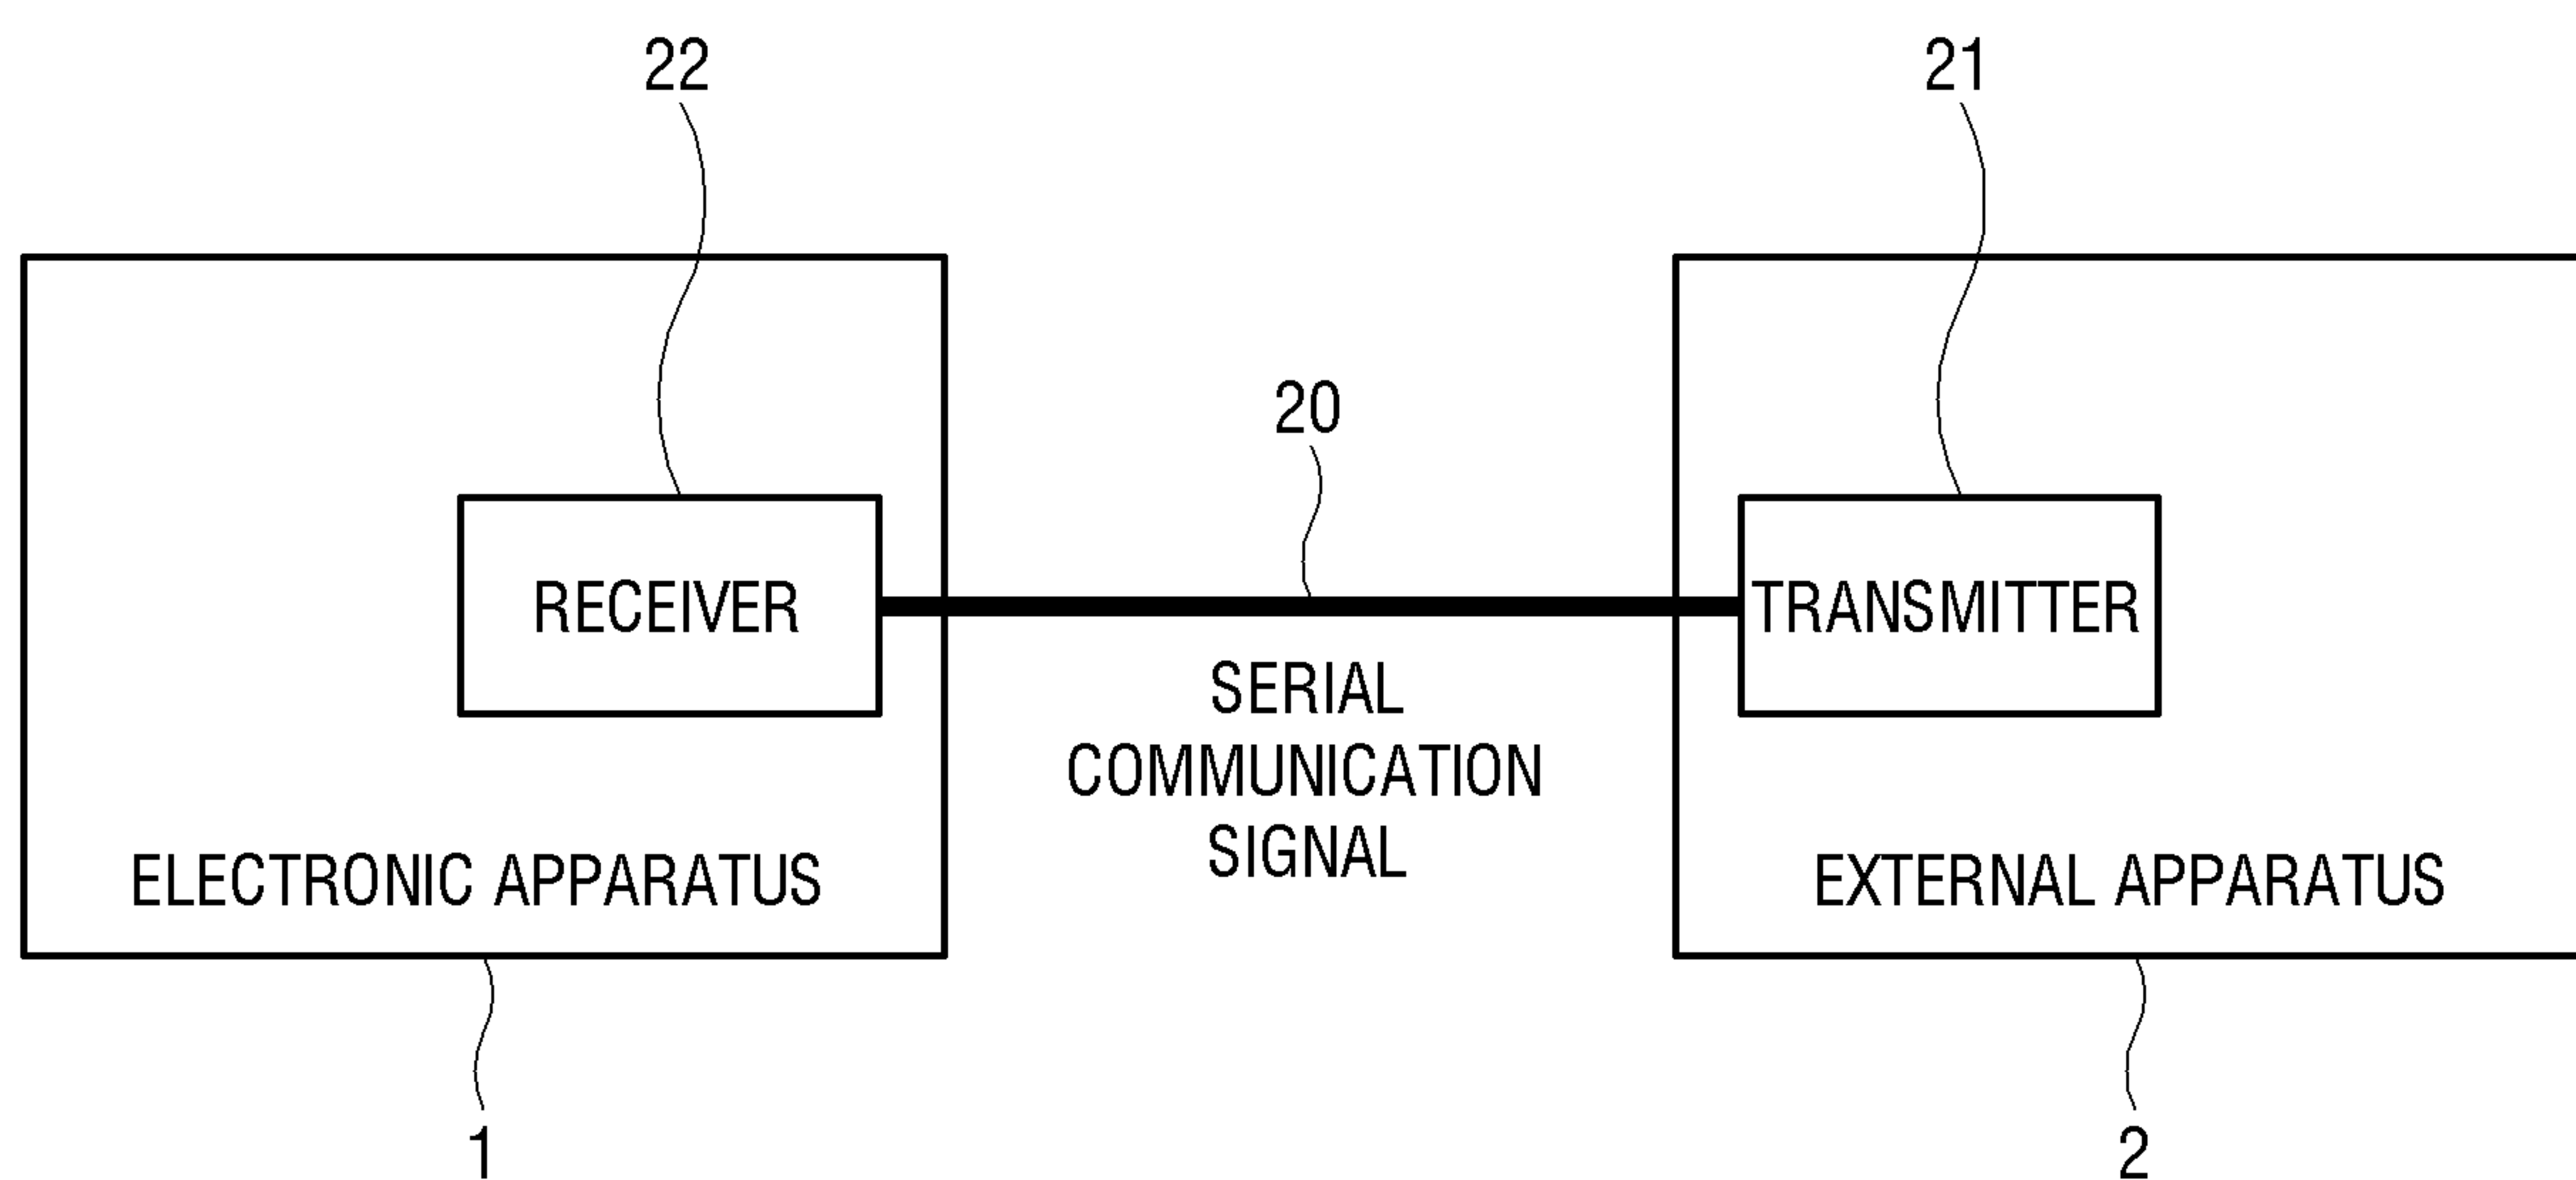 22
21
20
RECEIVER
TRANSMITTER
SERIAL
COMMUNICATION
SIGNAL
ELECTRONIC APPARATUS
EXTERNAL APPARATUS
1
2